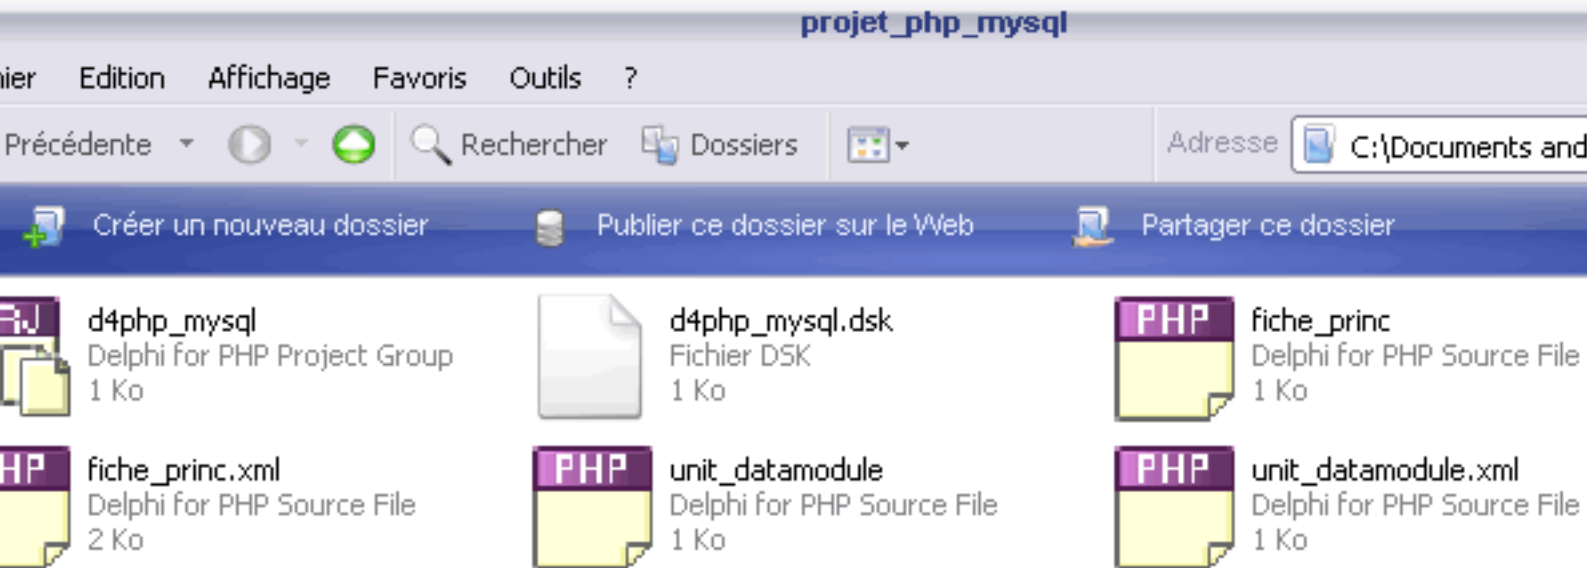 projet_php_mysql
Edition Affichage Favoris Outils ?
Précédente Rechercher Dossiers Adresse C:\Documents and
Créer un nouveau dossier Publier ce dossier sur le Web Partager ce dossier
d4php_mysql d4php_mysql.dsk PHP fiche_princ
Delphi for PHP Project Group Fichier DSK Delphi for PHP Source File
1 Ko 1 Ko 1 Ko
fiche_princ.xml PHP unit_datamodule PHP unit_datamodule.xml
Delphi for PHP Source File Delphi for PHP Source File Delphi for PHP Source File
2 Ko 1 Ko 1 Ko